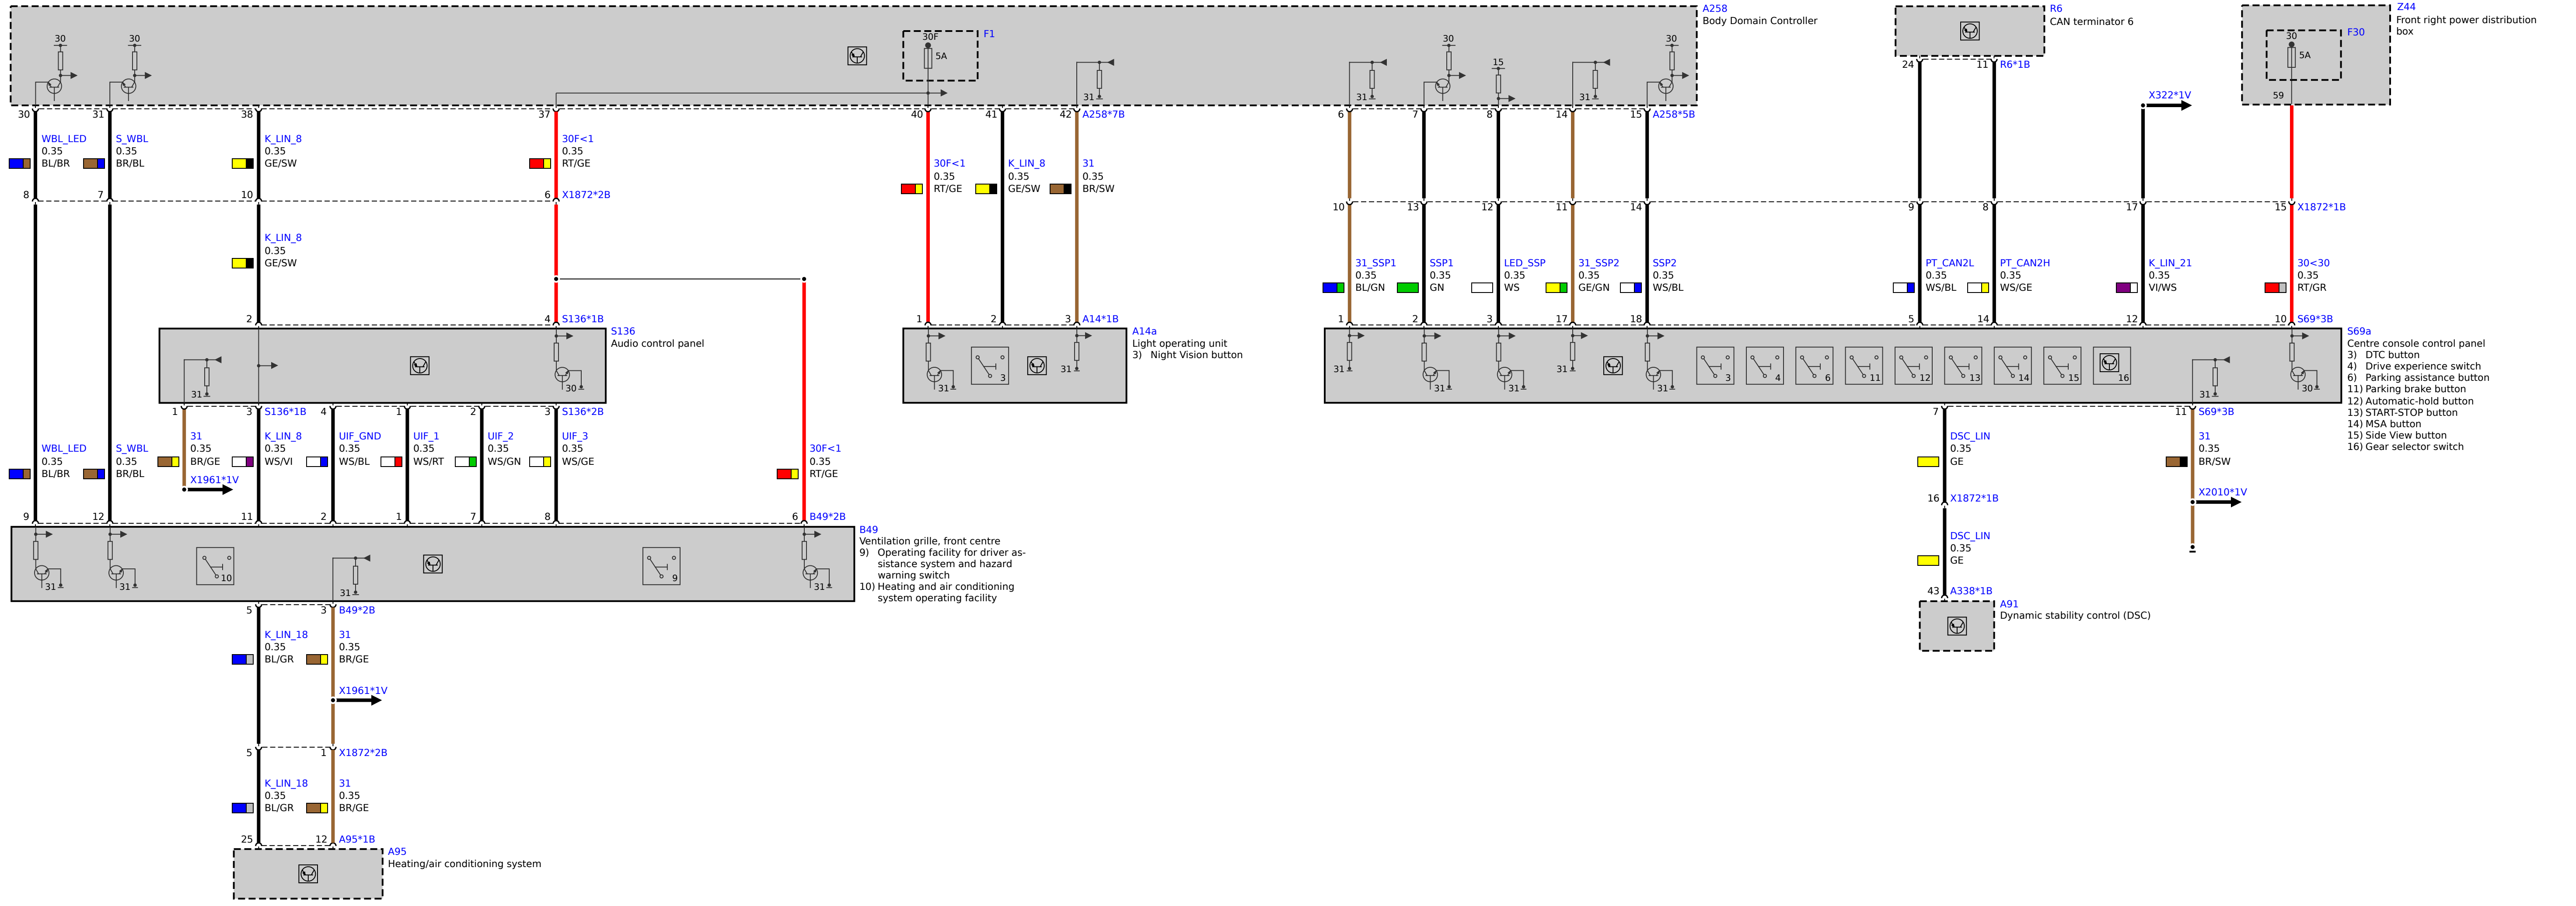 A258
Body Domain Controller
R6
CAN terminator 6
Z44
Front right power distribution
box
30
30
30F
F1
5A
31
31
30
15
31
30
30
F30
5A
59
24
11
R6*1B
X322*1V
30
31
38
37
40
41
42
A258*7B
6
7
8
14
15
A258*5B
WBL_LED
0.35
BL/BR
S_WBL
0.35
BR/BL
K_LIN_8
0.35
GE/SW
30F<1
0.35
RT/GE
30F<1
0.35
RT/GE
K_LIN_8
0.35
GE/SW
31
0.35
BR/SW
8
7
10
6
X1872*2B
10
13
12
11
14
9
8
17
15
X1872*1B
K_LIN_8
0.35
GE/SW
31_SSP1
0.35
BL/GN
SSP1
0.35
GN
LED_SSP
0.35
WS
31_SSP2
0.35
GE/GN
SSP2
0.35
WS/BL
PT_CAN2L
0.35
WS/BL
PT_CAN2H
0.35
WS/GE
K_LIN_21
0.35
VI/WS
30<30
0.35
RT/GR
2
4
S136*1B
1
2
3
A14*1B
1
2
3
17
18
5
14
12
10
S69*3B
S136
Audio control panel
31
30
A14a
Light operating unit
3) Night Vision button
31
3
31
S69a
Centre console control panel
3) DTC button
4) Drive experience switch
6) Parking assistance button
11) Parking brake button
12) Automatic-hold button
13) START-STOP button
14) MSA button
15) Side View button
16) Gear selector switch
31
31
31
31
31
3
4
6
11
12
13
14
15
16
31
30
1
3
S136*1B
4
1
2
3
S136*2B
7
11
S69*3B
WBL_LED
0.35
BL/BR
S_WBL
0.35
BR/BL
31
0.35
BR/GE
X1961*1V
K_LIN_8
0.35
WS/VI
UIF_GND
0.35
WS/BL
UIF_1
0.35
WS/RT
UIF_2
0.35
WS/GN
UIF_3
0.35
WS/GE
30F<1
0.35
RT/GE
DSC_LIN
0.35
GE
31
0.35
BR/SW
16
X1872*1B
X2010*1V
9
12
11
2
1
7
8
6
B49*2B
B49
Ventilation grille, front centre
9) Operating facility for driver as-
sistance system and hazard
warning switch
10) Heating and air conditioning
system operating facility
31
31
10
31
9
31
DSC_LIN
0.35
GE
43
A338*1B
A91
Dynamic stability control (DSC)
5
3
B49*2B
K_LIN_18
0.35
BL/GR
31
0.35
BR/GE
X1961*1V
5
1
X1872*2B
K_LIN_18
0.35
BL/GR
31
0.35
BR/GE
25
12
A95*1B
A95
Heating/air conditioning system